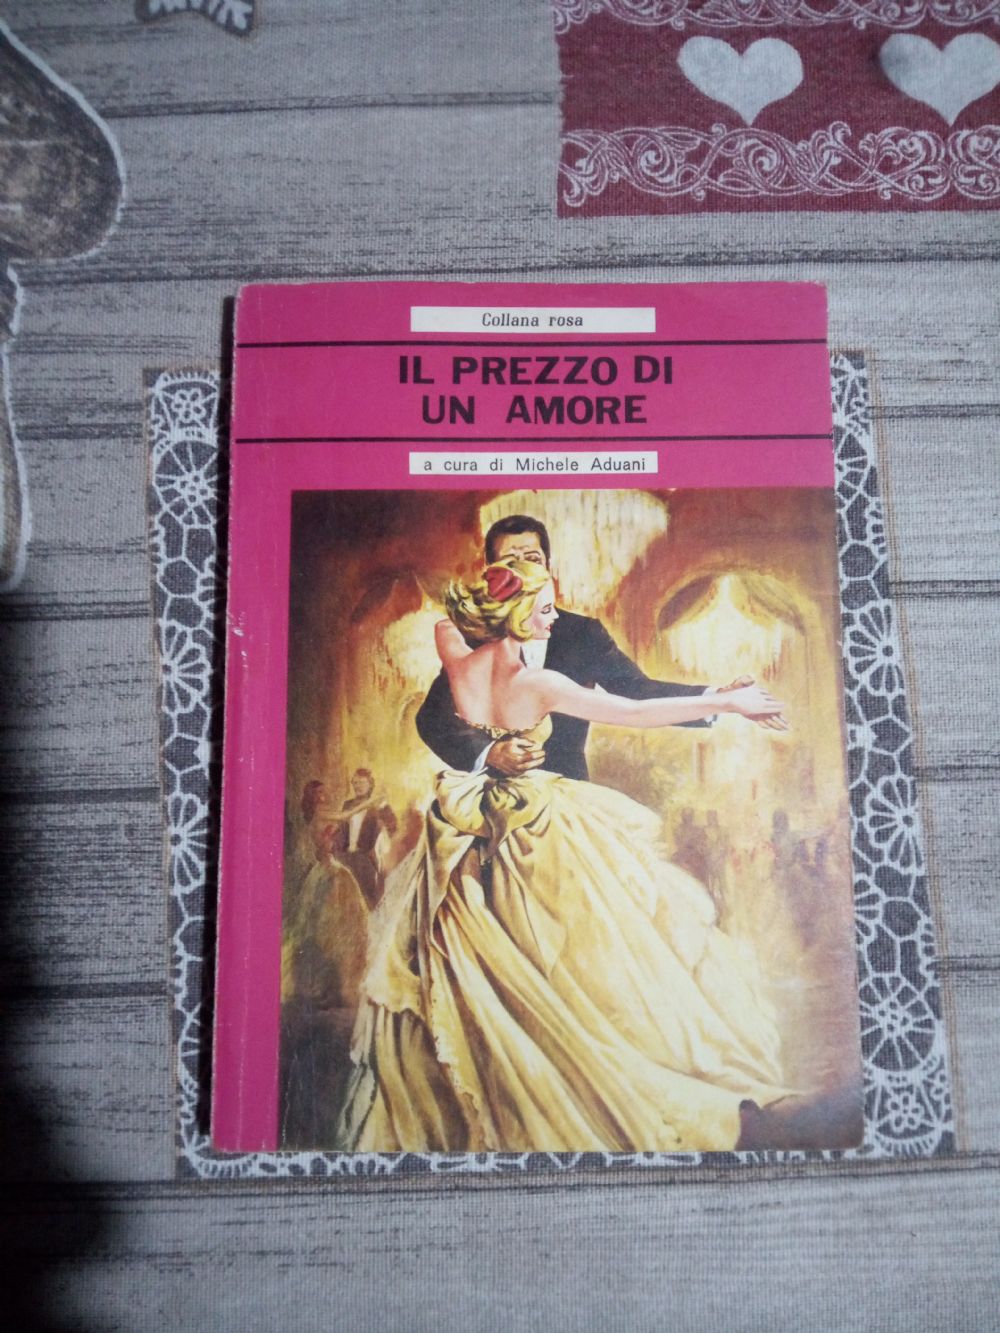 Collana rosa
IL PREZZO DI
UN AMORE
a cura di Michele Aduani